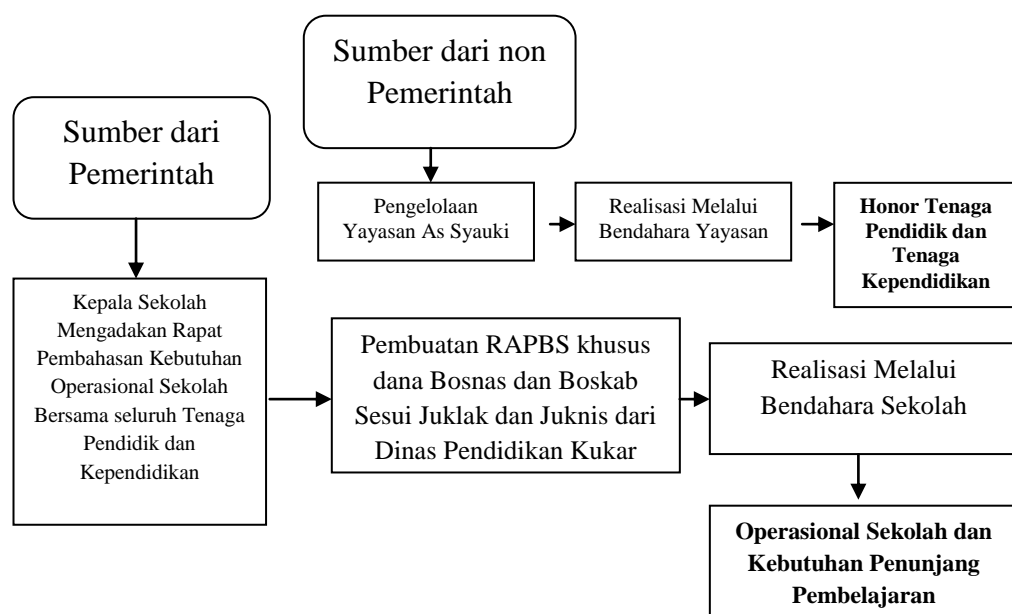 Sumber dari non
Pemerintah
Sumber dari
Pemerintah
Pengelolaan
Yayasan As Syauki
Realisasi Melalui
Bendahara Yayasan
Honor Tenaga
Pendidik dan
Tenaga
Kependidikan
Kepala Sekolah
Mengadakan Rapat
Pembahasan Kebutuhan
Operasional Sekolah
Bersama seluruh Tenaga
Pendidik dan
Kependidikan
Pembuatan RAPBS khusus
dana Bosnas dan Boskab
Sesui Juklak dan Juknis dari
Dinas Pendidikan Kukar
Realisasi Melalui
Bendahara Sekolah
Operasional Sekolah dan
Kebutuhan Penunjang
Pembelajaran